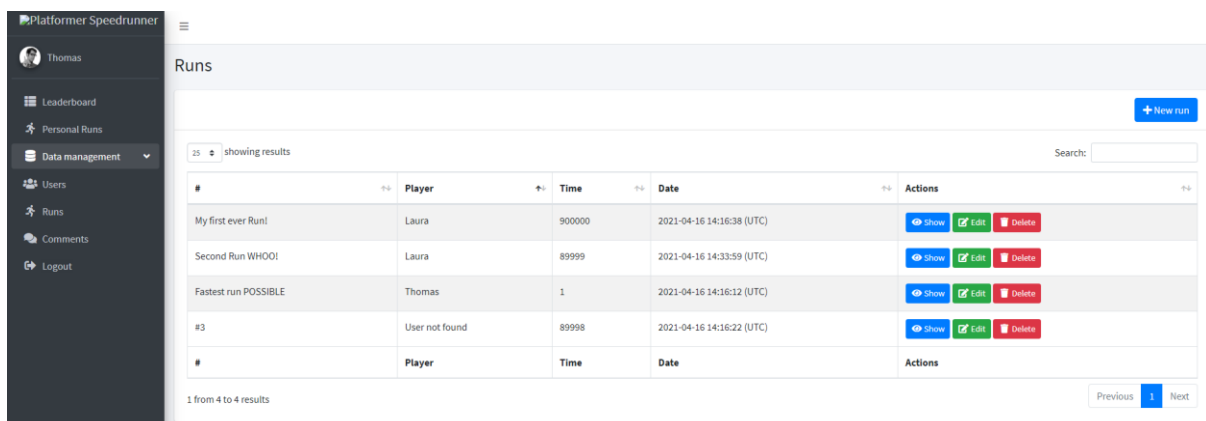 Platformer Speedrunner
Thomas
Leaderboard
Personal Runs
Data management
Users
Runs
Comments
Logout
Runs
New run
25 showing results
Search:
# Player Time Date Actions
My first ever Run! Laura 900000 2021-04-16 14:16:38 (UTC) Show Edit Delete
Second Run WHOO! Laura 89999 2021-04-16 14:33:59 (UTC) Show Edit Delete
Fastest run POSSIBLE Thomas 1 2021-04-16 14:16:12 (UTC) Show Edit Delete
#3 User not found 89998 2021-04-16 14:16:22 (UTC) Show Edit Delete
# Player Time Date Actions
1 from 4 to 4 results
Previous 1 Next